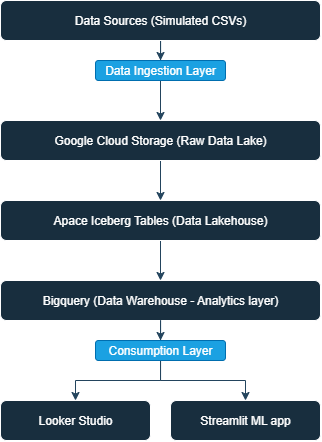 Data Sources (Simulated CSVs)
Data Ingestion Layer
Google Cloud Storage (Raw Data Lake)
Apace Iceberg Tables (Data Lakehouse)
Bigquery (Data Warehouse - Analytics layer)
Consumption Layer
Looker Studio
Streamlit ML app